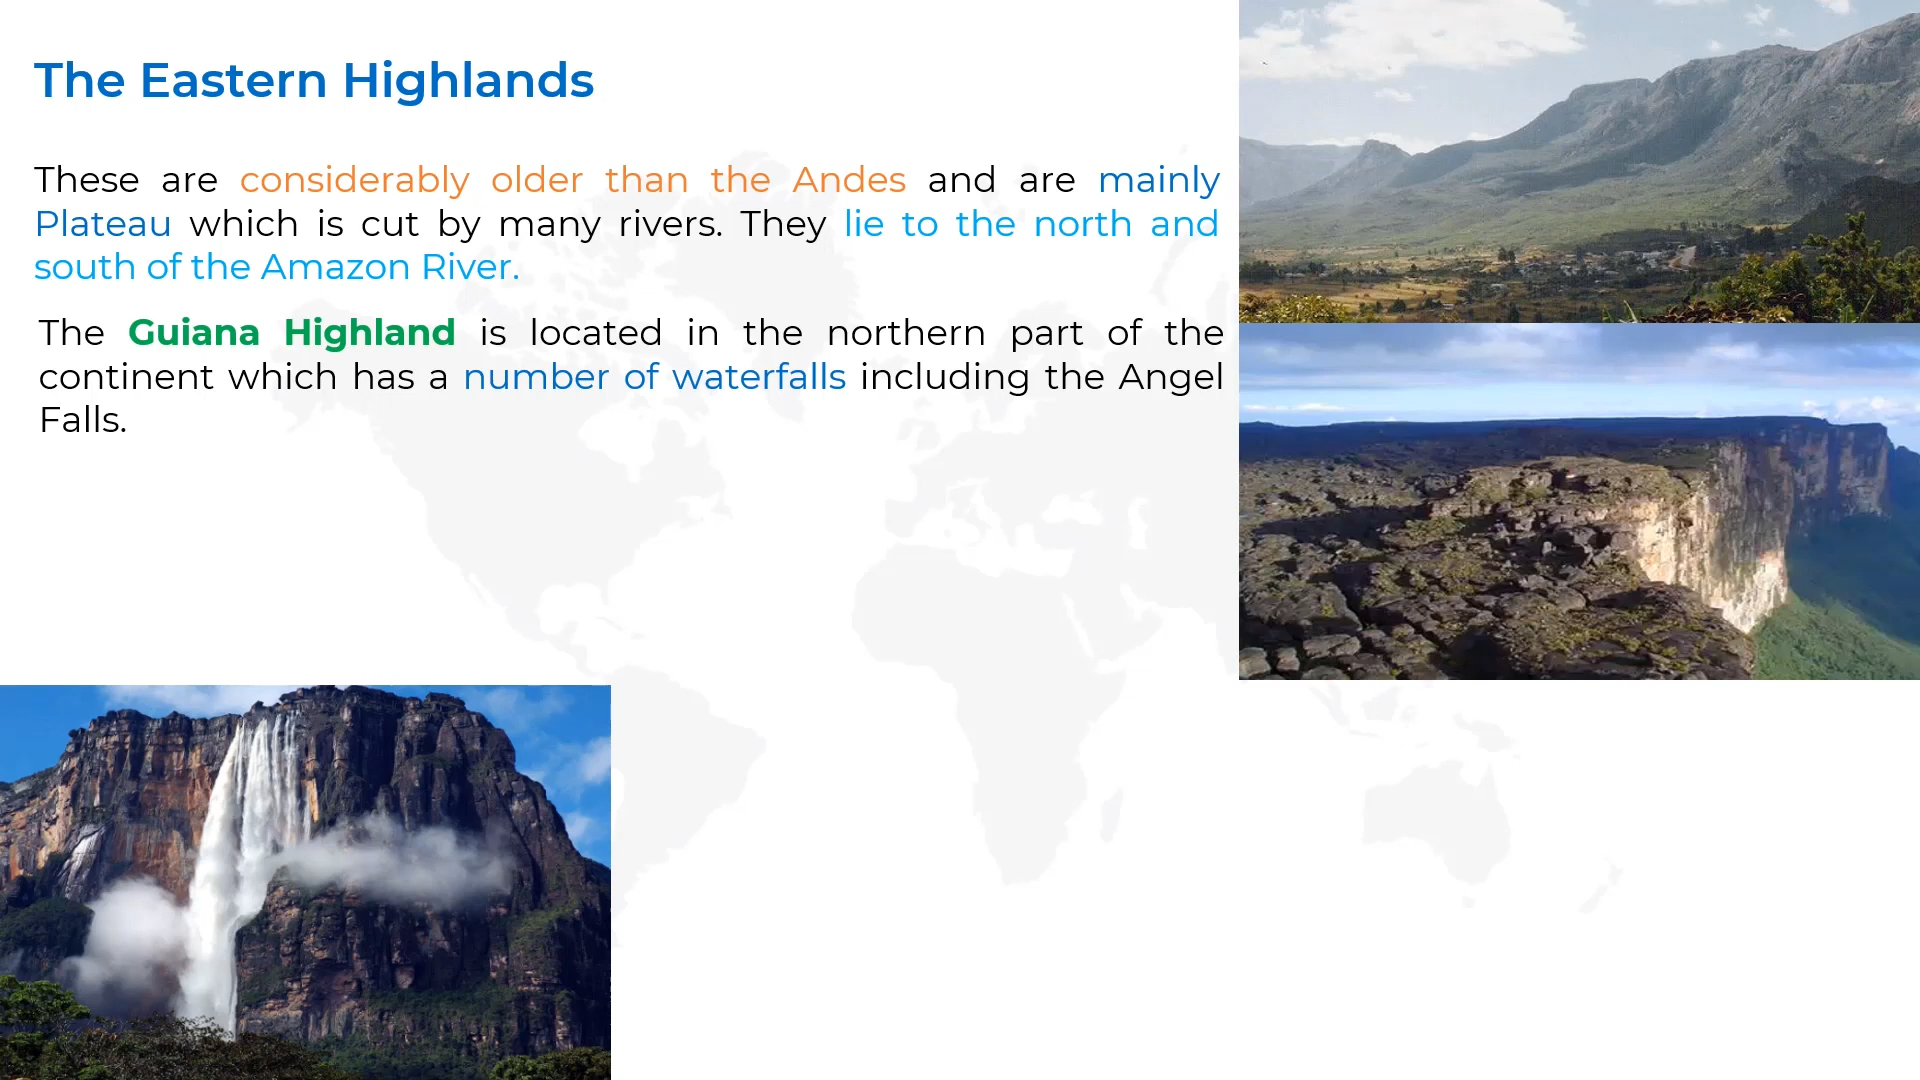 The Eastern Highlands
These are considerably older than the Andes and are mainly
Plateau which is cut by many rivers. They lie to the north and
south of the Amazon River.
The Guiana Highland is located in the northern part of the
continent which has a number of waterfalls including the Angel
Falls.